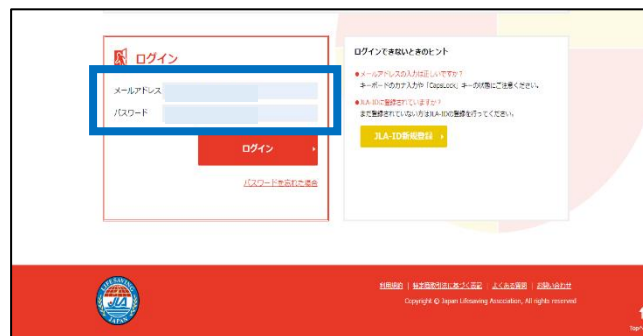 ログイン
メールアドレス
パスワード
ログイン
パスワードを忘れた場合
ログインできないときのヒント
●メールアドレスの入力は正しいですか？
キーボードのカナ入力や「CapsLock」キーの状態にご注意ください。
●JLA-IDに登録されていますか？
まだ登録されていない方はJLA-IDの登録を行ってください。
JLA-ID新規登録
利用規約 | 特定商取引法に基づく表記 | よくある質問 | お問い合わせ
Copyright © Japan Lifesaving Association, All rights reserved
LIFESAVING
JLA
JAPAN